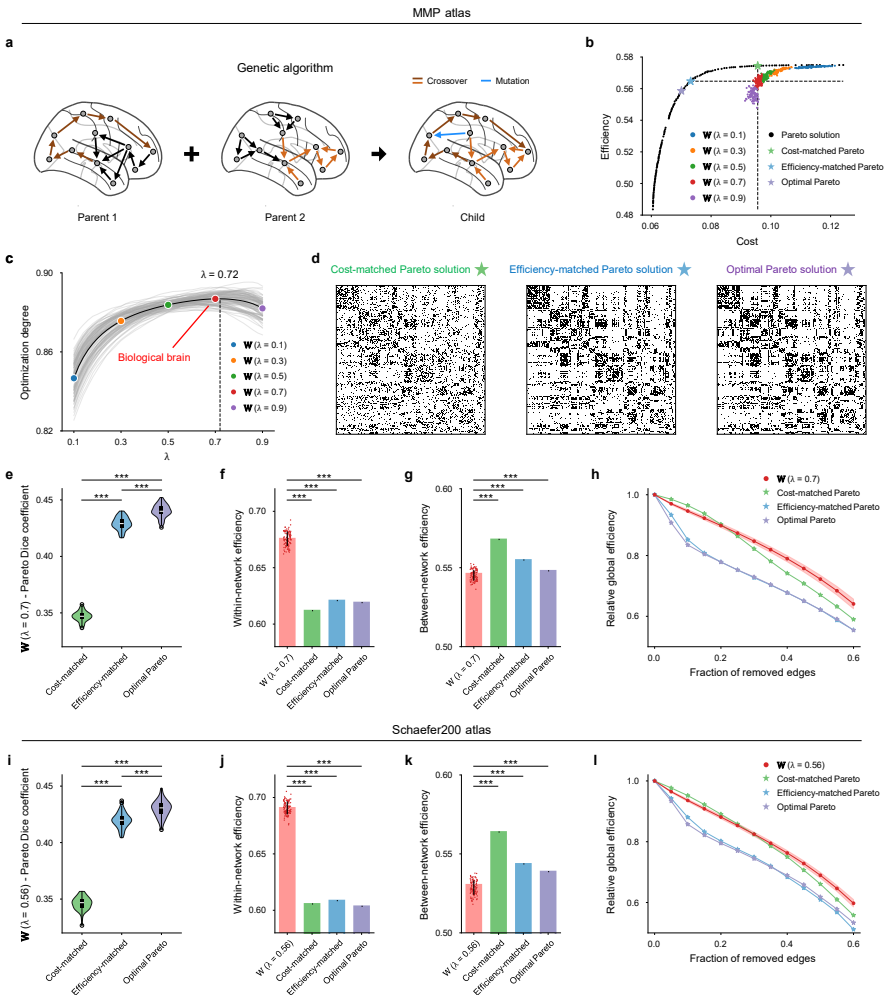 MMP atlas
a
Genetic algorithm
Crossover
Mutation
Parent 1
Parent 2
Child
b
Efficiency
0.58
0.56
0.54
0.52
0.50
0.48
0.06
0.08
0.10
0.12
Cost
W (λ = 0.1)
W (λ = 0.3)
W (λ = 0.5)
W (λ = 0.7)
W (λ = 0.9)
Pareto solution
Cost-matched Pareto
Efficiency-matched Pareto
Optimal Pareto
c
Optimization degree
0.90
0.86
0.82
λ = 0.72
Biological brain
W (λ = 0.1)
W (λ = 0.3)
W (λ = 0.5)
W (λ = 0.7)
W (λ = 0.9)
0.1
0.3
0.5
0.7
0.9
λ
d
Cost-matched Pareto solution
Efficiency-matched Pareto solution
Optimal Pareto solution
e
W (λ = 0.7) - Pareto Dice coefficient
0.45
0.40
0.35
***
***
***
Cost-matched
Efficiency-matched
Optimal Pareto
f
Within-network efficiency
0.70
0.65
0.60
***
***
***
W (λ = 0.7)
Cost-matched
Efficiency-matched
Optimal Pareto
g
Between-network efficiency
0.60
0.55
0.50
***
***
***
W (λ = 0.7)
Cost-matched
Efficiency-matched
Optimal Pareto
h
Relative global efficiency
1.0
0.8
0.6
W (λ = 0.7)
Cost-matched Pareto
Efficiency-matched Pareto
Optimal Pareto
0.0
0.2
0.4
0.6
Fraction of removed edges
Schaefer200 atlas
i
W (λ = 0.56) - Pareto Dice coefficient
0.45
0.40
0.35
***
***
***
Cost-matched
Efficiency-matched
Optimal Pareto
j
Within-network efficiency
0.70
0.65
0.60
***
***
***
W (λ = 0.56)
Cost-matched
Efficiency-matched
Optimal Pareto
k
Between-network efficiency
0.60
0.55
0.50
***
***
***
W (λ = 0.56)
Cost-matched
Efficiency-matched
Optimal Pareto
l
Relative global efficiency
1.0
0.8
0.6
W (λ = 0.56)
Cost-matched Pareto
Efficiency-matched Pareto
Optimal Pareto
0.0
0.2
0.4
0.6
Fraction of removed edges